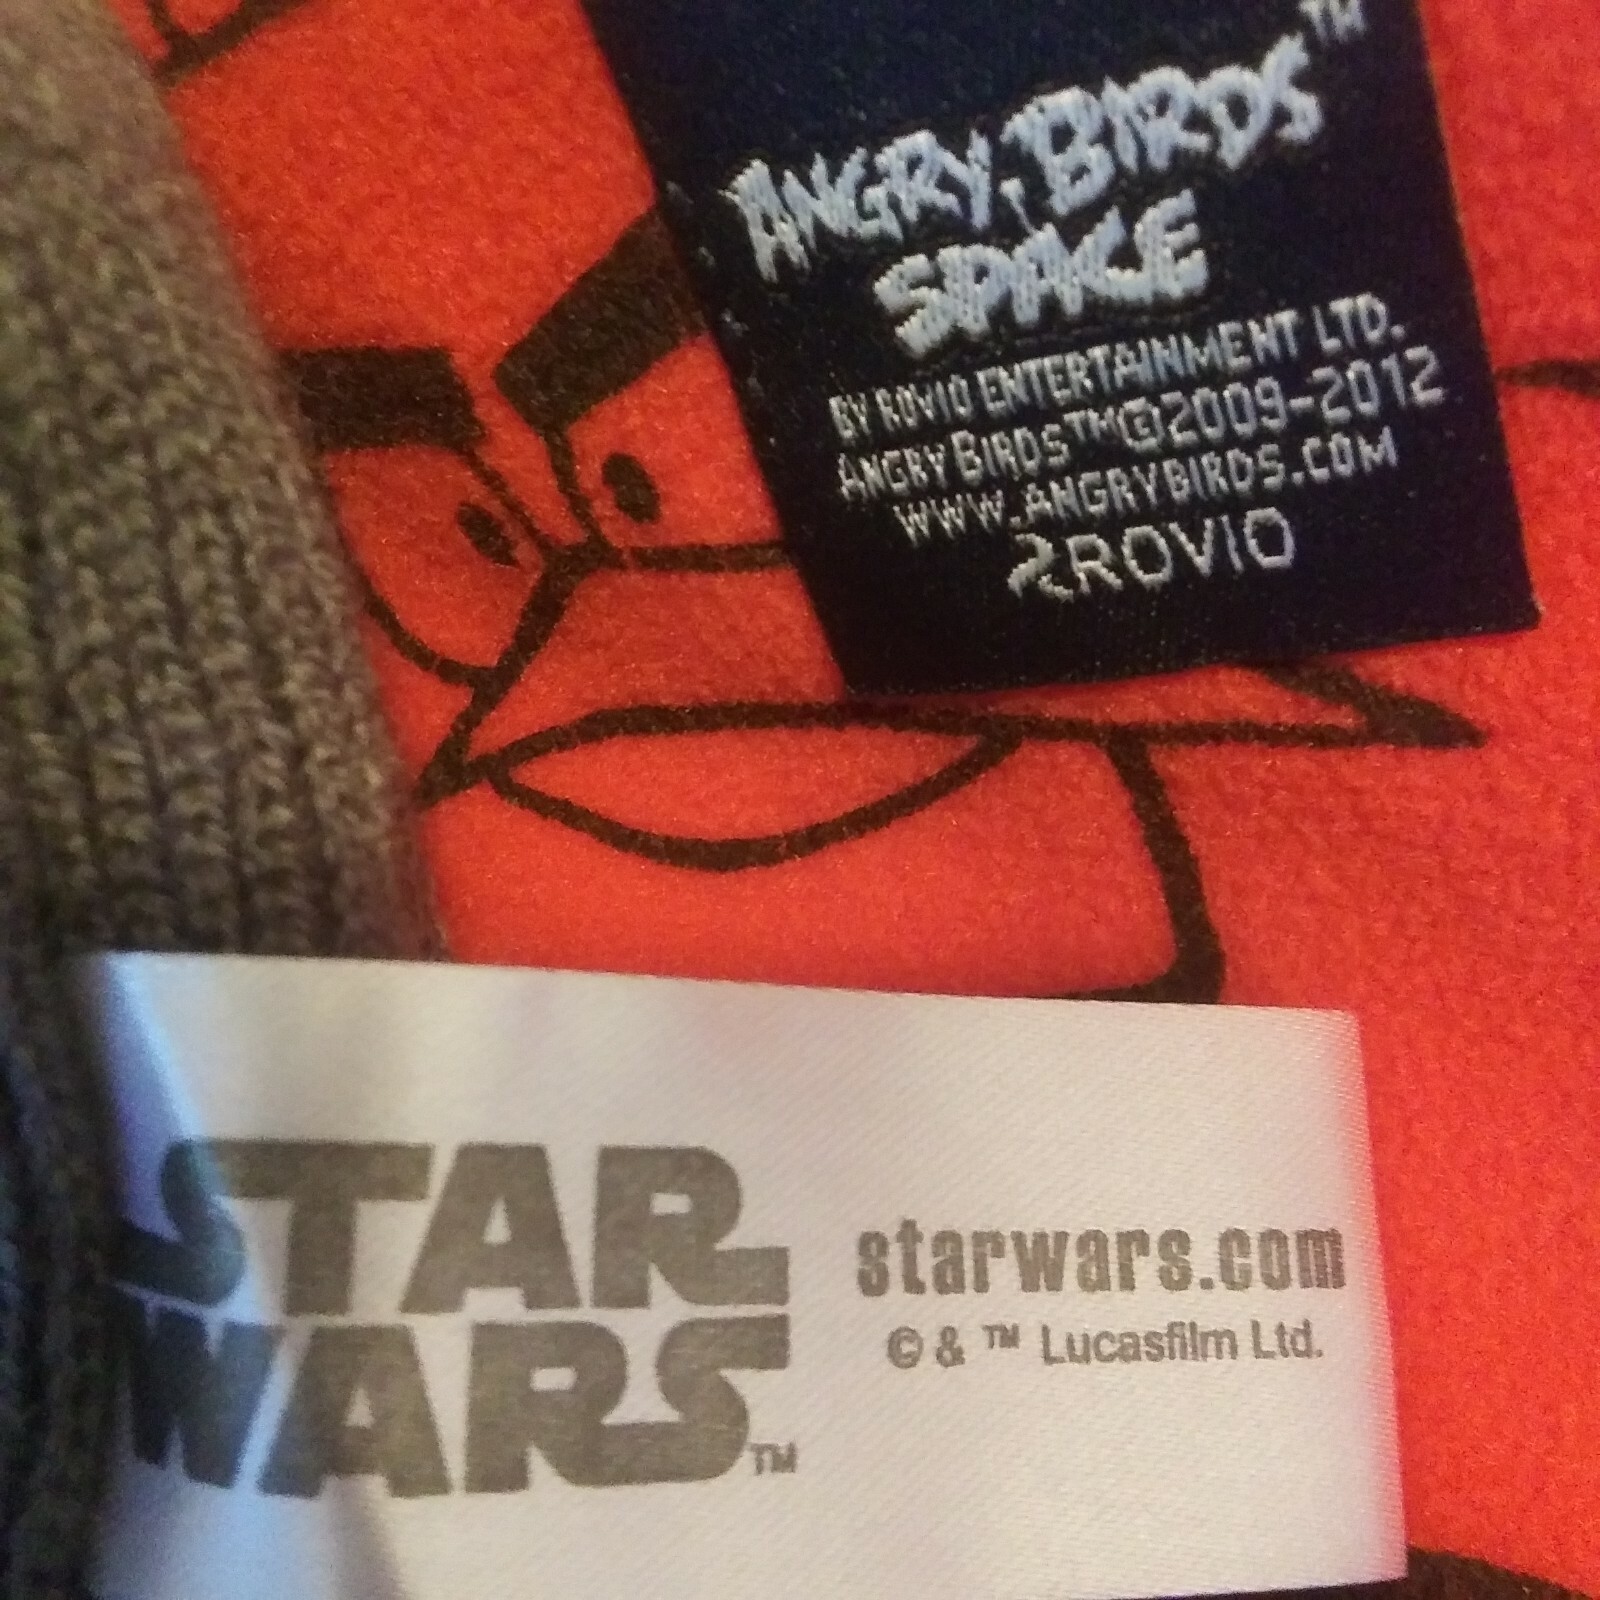 ANGRY BIRDS™
SPACE
BY ROVIO ENTERTAINMENT LTD.
ANGRY BIRDS™©2009-2012
WWW.ANGRYBIRDS.COM
ROVIO
STAR
WARS™
starwars.com
© & ™ Lucasfilm Ltd.